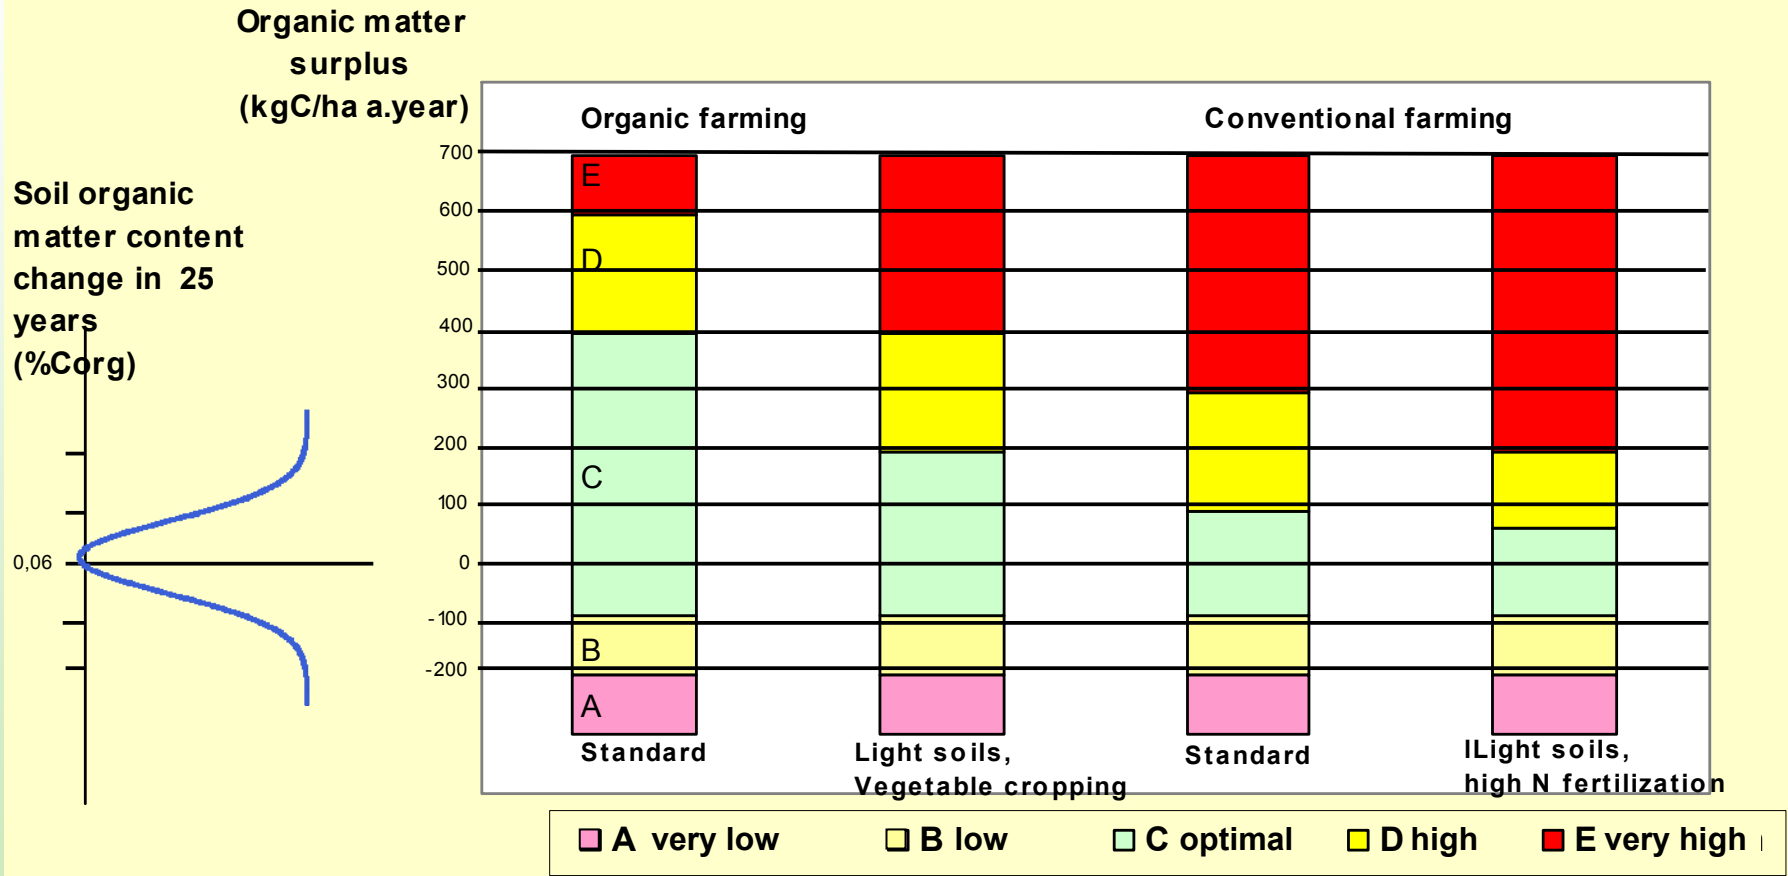 Organic matter
surplus
(kgC/ha a.year)
Soil organic
matter content
change in 25
years
(%Corg)
0,06
Organic farming
Conventional farming
700
600
500
400
300
200
100
0
-100
-200
E
D
C
B
A
Standard
Light soils,
Vegetable cropping
Standard
lLight soils,
high N fertilization
A very low
B low
C optimal
D high
E very high